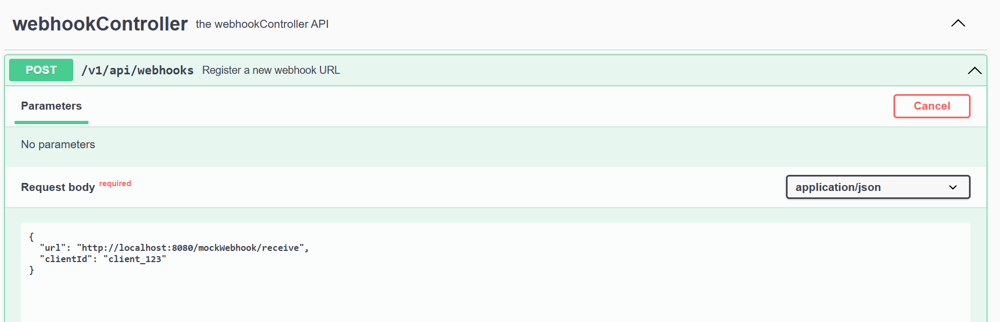 webhookController the webhookController API
POST /v1/api/webhooks Register a new webhook URL
Parameters Cancel
No parameters
Request body required application/json
{
  "url": "http://localhost:8080/mockWebhook/receive",
  "clientId": "client_123"
}